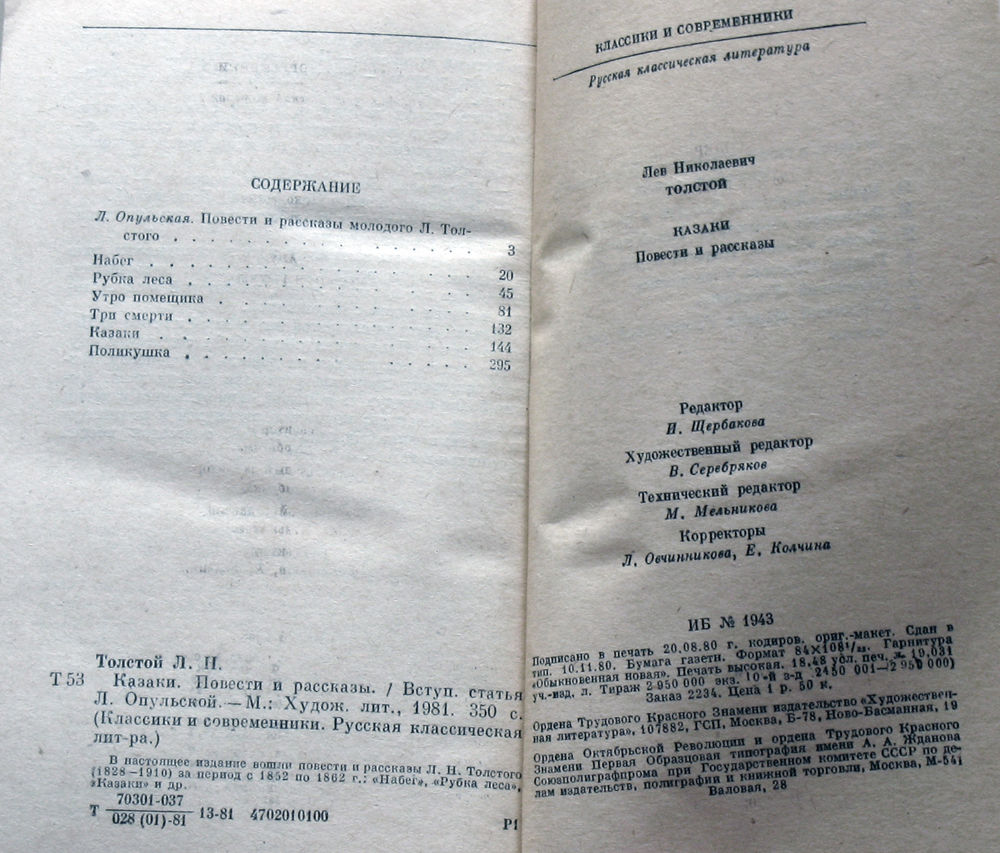 СОДЕРЖАНИЕ
Л. Опульская. Повести и рассказы молодого Л. Тол-
стого . . . . . . . . . . . . . . . 3
Набег . . . . . . . . . . . . . . . 20
Рубка леса . . . . . . . . . . . . . 45
Утро помещика . . . . . . . . . . . . 81
Три смерти . . . . . . . . . . . . . 132
Казаки . . . . . . . . . . . . . . . 144
Поликушка . . . . . . . . . . . . . . 295
Толстой Л. Н.
Т 53 Казаки. Повести и рассказы. / Вступ. статья
Л. Опульской. — М.: Худож. лит., 1981. 350 с.
(Классики и современники. Русская классическая
лит-ра.)
В настоящее издание вошли повести и рассказы Л. Н. Толстого
(1828—1910) за период с 1852 по 1862 г.: «Набег», «Рубка леса»,
«Казаки» и др.
70301-037
Т 13-81 4702010100
028 (01)-81
Р1
КЛАССИКИ И СОВРЕМЕННИКИ
Русская классическая литература
Лев Николаевич
ТОЛСТОЙ
КАЗАКИ
Повести и рассказы
Редактор
И. Щербакова
Художественный редактор
В. Серебряков
Технический редактор
М. Мельникова
Корректоры
Л. Овчинникова, Е. Колчина
ИБ № 1943
Подписано в печать 20.08.80 г. кодиров. ориг.-макет. Сдан в
тип. 10.11.80. Бумага газетн. Формат 84×108 1/32. Гарнитура
«Обыкновенная новая». Печать высокая. 18,48 усл. печ. л. 19,031
уч.-изд. л. Тираж 2 950 000 экз. 10-й з-д 2 450 001—2 950 000)
Заказ 2234. Цена 1 р. 50 к.
Ордена Трудового Красного Знамени издательство «Художествен-
ная литература», 107882, ГСП, Москва, Б-78, Ново-Басманная, 19
Ордена Октябрьской Революции и ордена Трудового Красного
Знамени Первая Образцовая типография имени А. А. Жданова
Союзполиграфпрома при Государственном комитете СССР по де-
лам издательств, полиграфии и книжной торговли, Москва, М-54
Валовая, 28